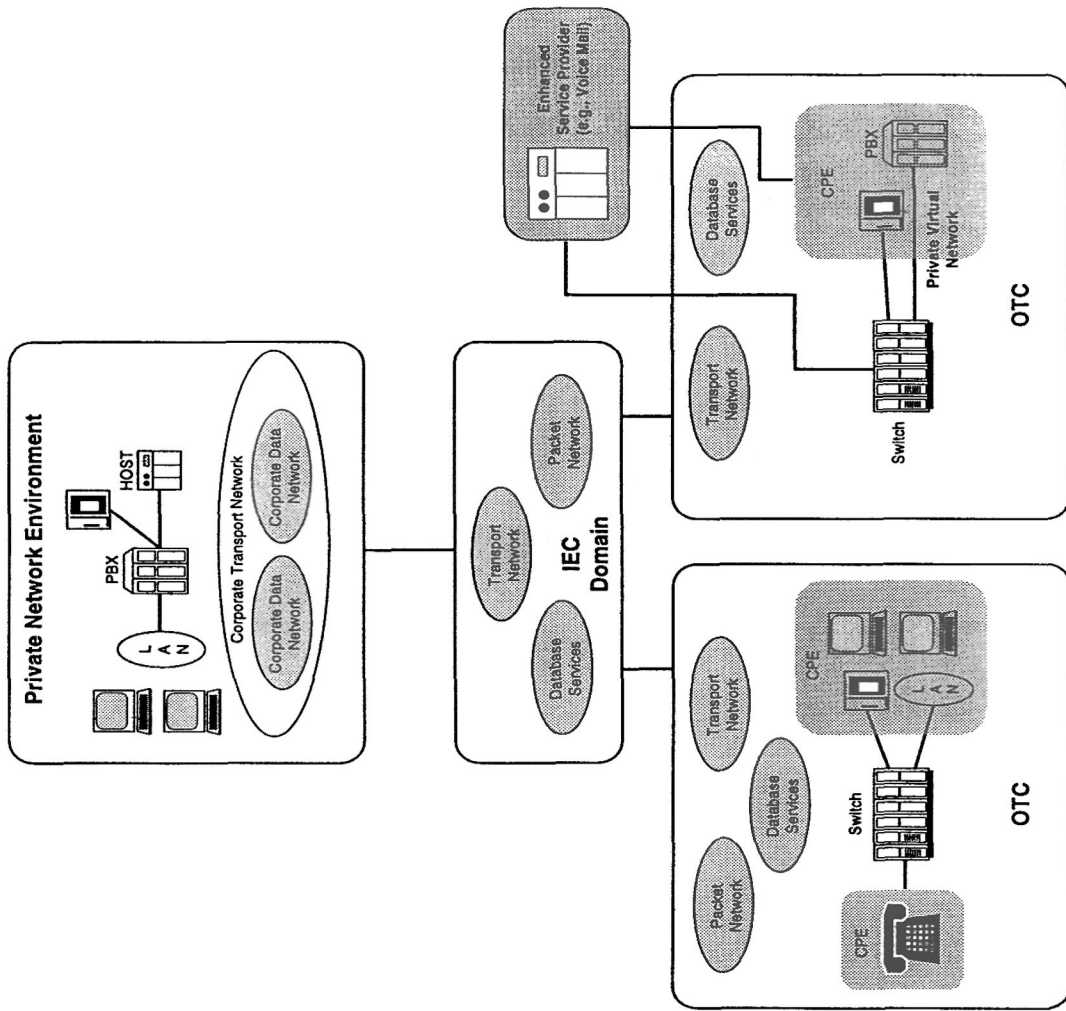 Private Network Environment
PBX
HOST
L
A
N
Corporate Transport Network
Corporate Data
Network
Corporate Data
Network
Enhanced
Service Provider
(e.g., Voice Mail)
Transport
Network
Database
Services
Packet
Network
IEC
Domain
Packet
Network
Database
Services
Transport
Network
CPE
Switch
CPE
L
A
N
OTC
Transport
Network
Database
Services
CPE
PBX
Switch
Private Virtual
Network
OTC